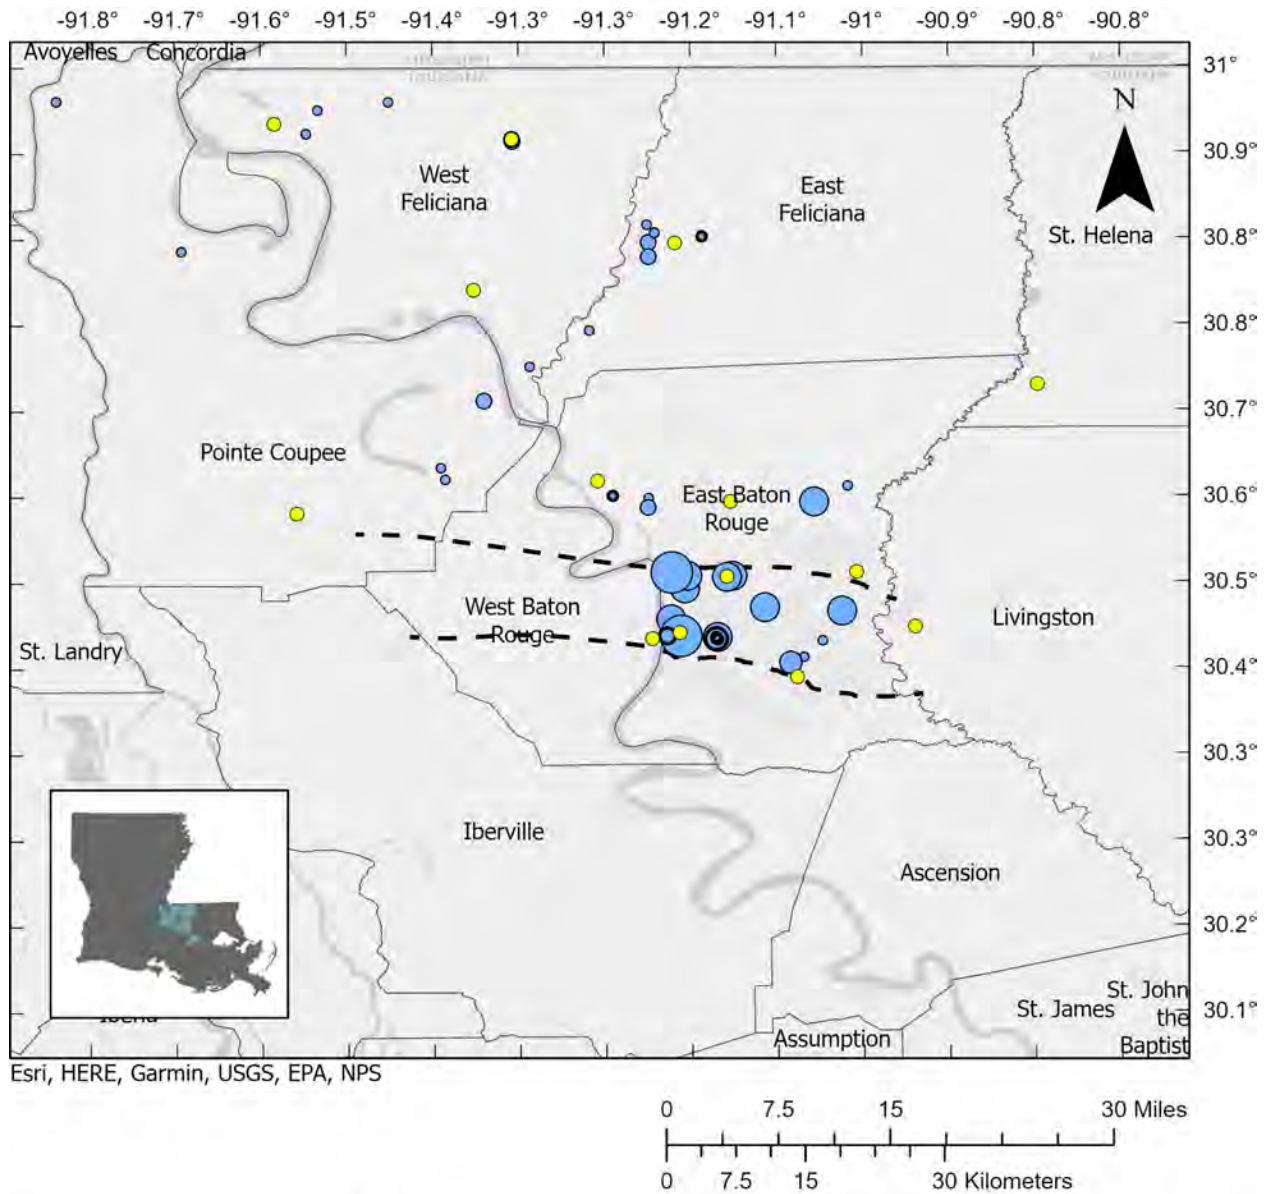 -91.8° -91.7° -91.6° -91.5° -91.4° -91.3° -91.3° -91.2° -91.1° -91.1° -90.9° -90.8° -90.8°
Avoyelles Concordia
31°
N
30.9°
West
Feliciana
East
Feliciana
St. Helena
30.8°
30.8°
30.7°
Pointe Coupee
30.6°
East Baton
Rouge
30.5°
West Baton
Rouge
Livingston
St. Landry
30.4°
30.3°
Iberville
30.3°
Ascension
30.2°
St. John
the
Baptist
St. James
30.1°
Iberia
Assumption
Esri, HERE, Garmin, USGS, EPA, NPS
0 7.5 15 30 Miles
0 7.5 15 30 Kilometers